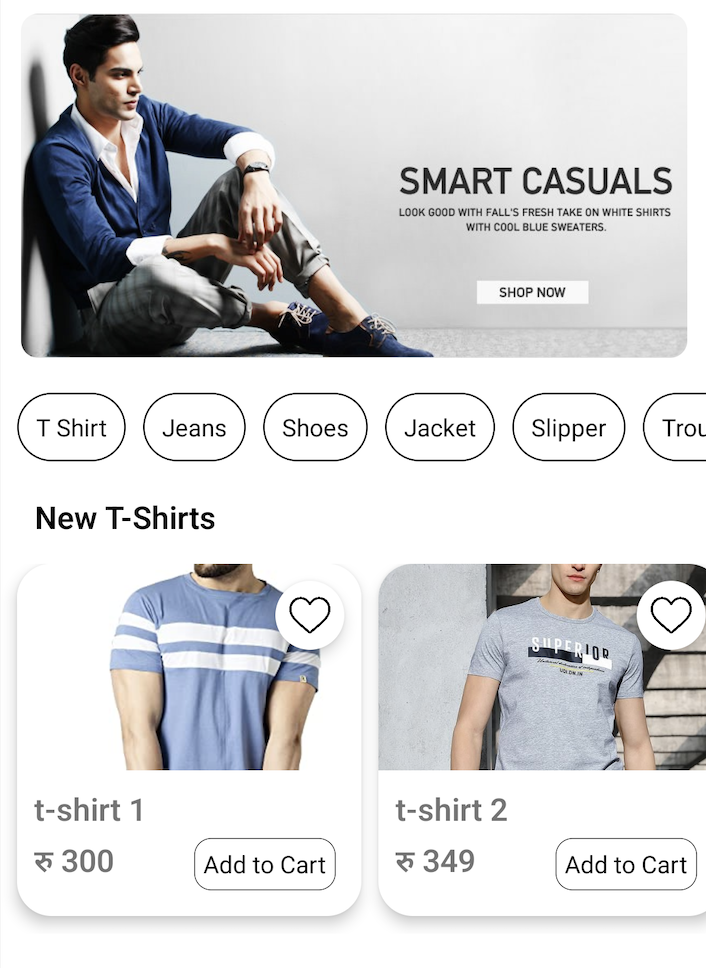 SMART CASUALS
LOOK GOOD WITH FALL'S FRESH TAKE ON WHITE SHIRTS
WITH COOL BLUE SWEATERS.
SHOP NOW
T Shirt Jeans Shoes Jacket Slipper Trou
New T-Shirts
SUPERIOR
VOLDN.IN
t-shirt 1 t-shirt 2
रु 300 Add to Cart रु 349 Add to Cart